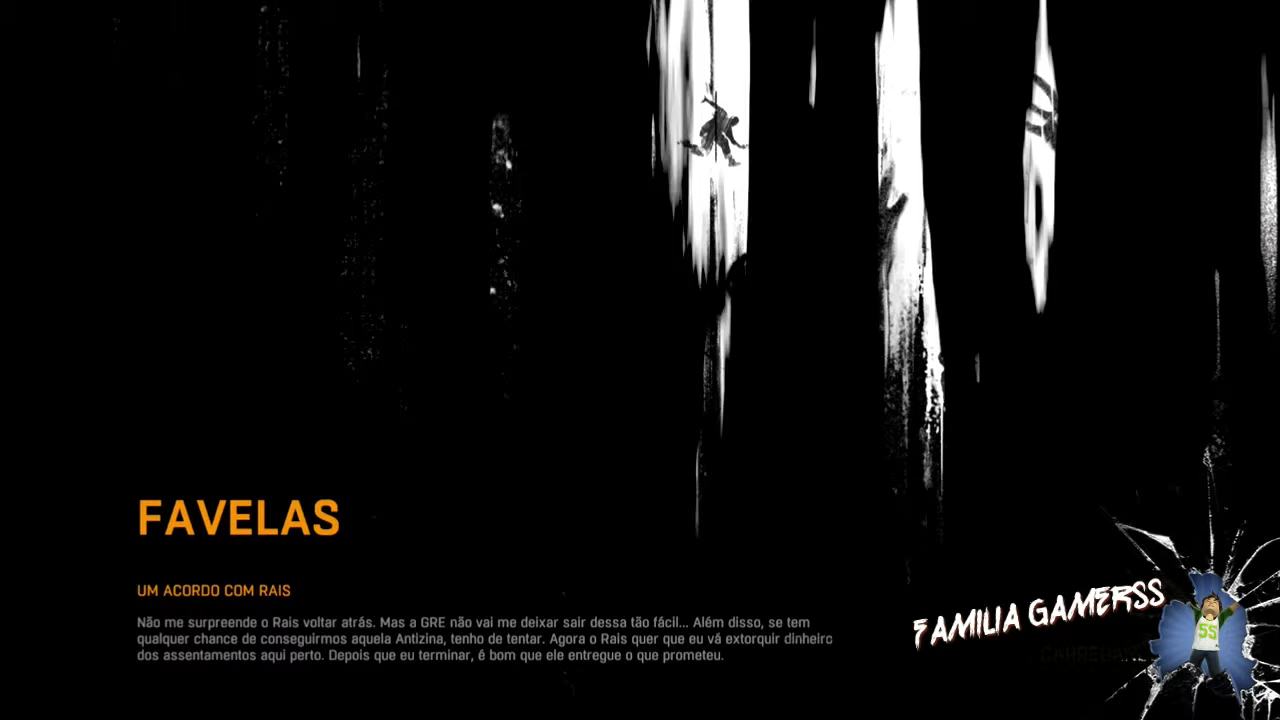 FAVELAS
UM ACORDO COM RAIS
Não me surpreende o Rais voltar atrás. Mas a GRE não vai me deixar sair dessa tão fácil... Além disso, se tem
qualquer chance de conseguirmos aquela Antizina, tenho de tentar. Agora o Rais quer que eu vá extorquir dinheiro
dos assentamentos aqui perto. Depois que eu terminar, é bom que ele entregue o que prometeu.
FAMILIA GAMERSS
55